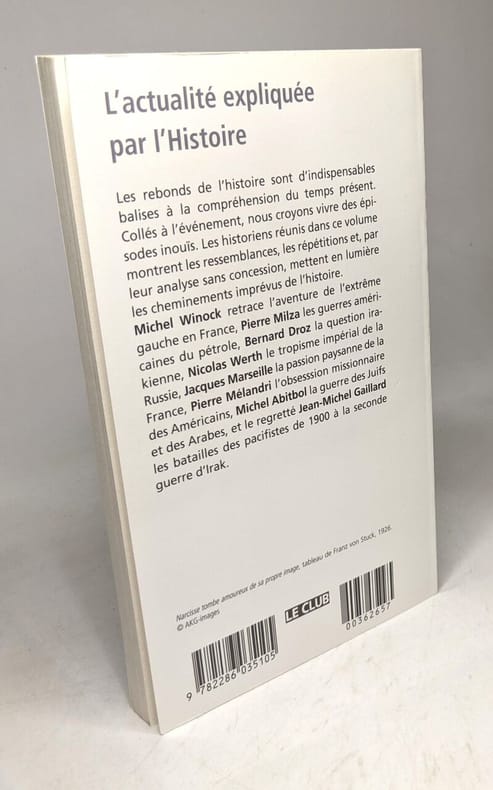 L'actualité expliquée
par l'Histoire
Les rebonds de l'histoire sont d'indispensables
balises à la compréhension du temps présent.
Collés à l'événement, nous croyons vivre des épi-
sodes inouïs. Les historiens réunis dans ce volume
montrent les ressemblances, les répétitions et, par
leur analyse sans concession, mettent en lumière
les cheminements imprévus de l'histoire.
Michel Winock retrace l'aventure de l'extrême
gauche en France, Pierre Milza les guerres améri-
caines du pétrole, Bernard Droz la question ira-
kienne, Nicolas Werth le tropisme impérial de la
Russie, Jacques Marseille la passion paysanne de la
France, Pierre Mélandri l'obsesssion missionnaire
des Américains, Michel Abitbol la guerre des Juifs
et des Arabes, et le regretté Jean-Michel Gaillard
les batailles des pacifistes de 1900 à la seconde
guerre d'Irak.
Narcisse tombe amoureux de sa propre image, tableau de Franz von Stuck, 1926.
© AKG-images
LE CLUB
9 782286 035105
00362657